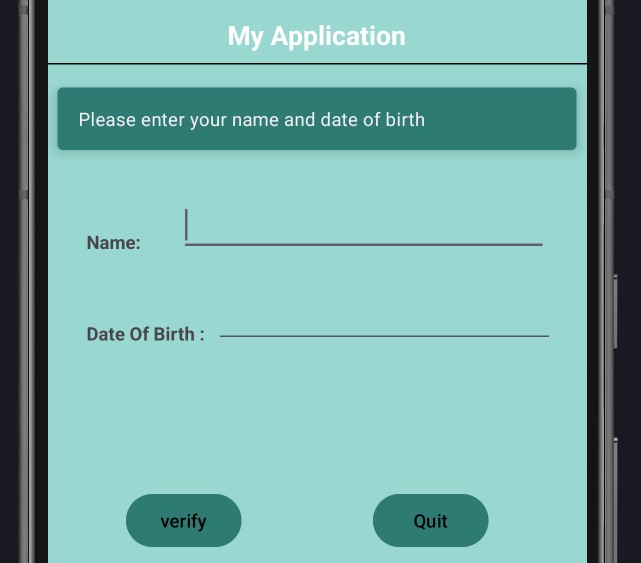 My Application
Please enter your name and date of birth
Name:
Date Of Birth :
verify
Quit